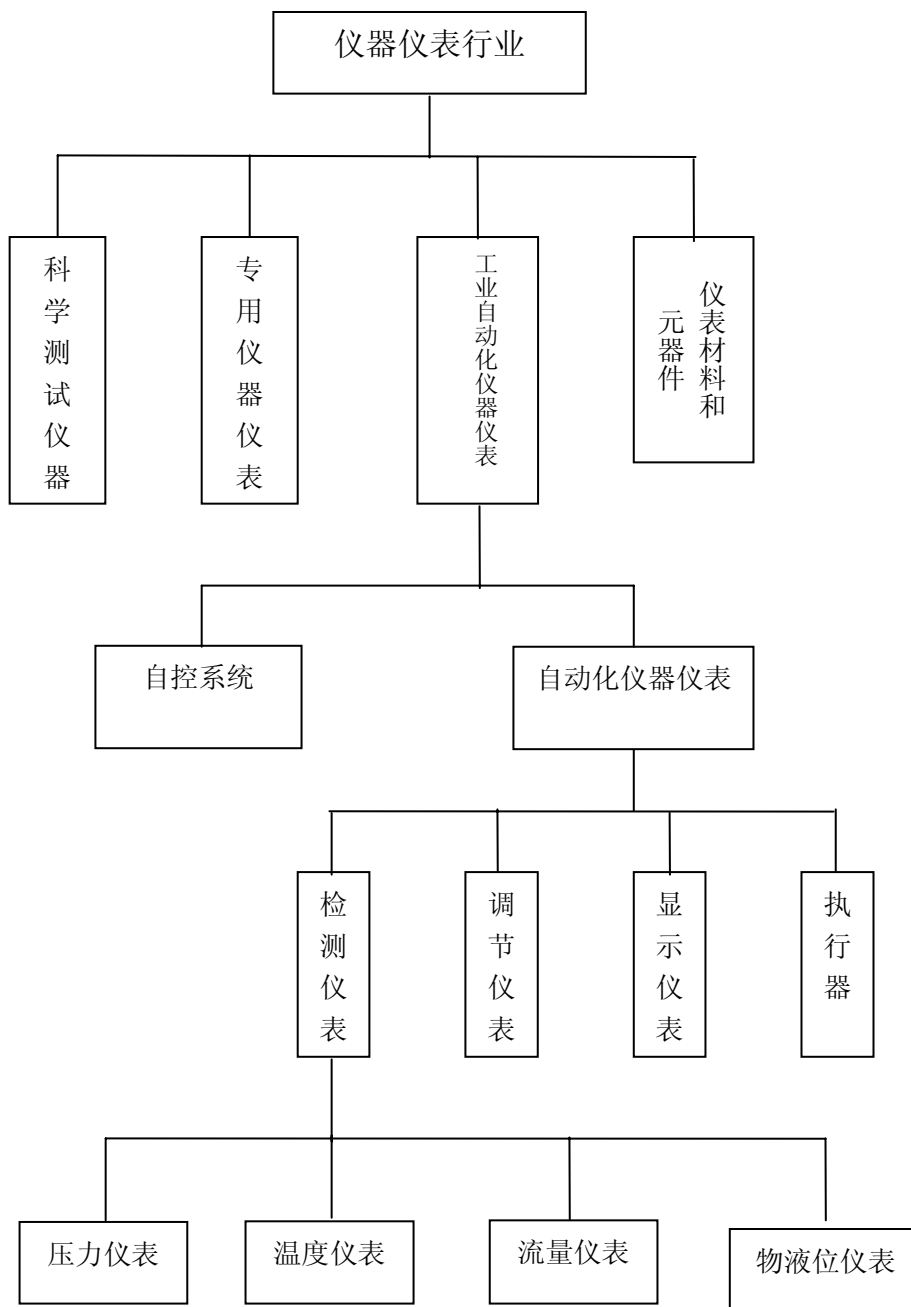 仪器仪表行业
科学测试仪器
专用仪器仪表
工业自动化仪器仪表
仪表材料和
元器件
自控系统
自动化仪器仪表
检测仪表
调节仪表
显示仪表
执行器
压力仪表
温度仪表
流量仪表
物液位仪表